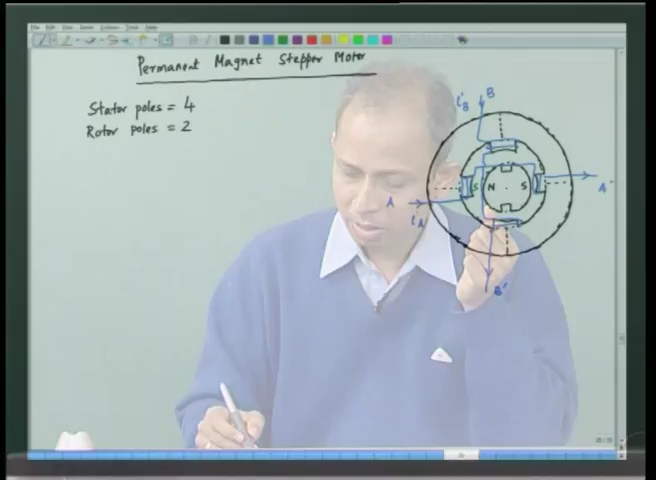 Permanent Magnet Stepper Motor
Stator poles = 4
Rotor poles = 2
i'B B
S N S
A A'
iA
B'